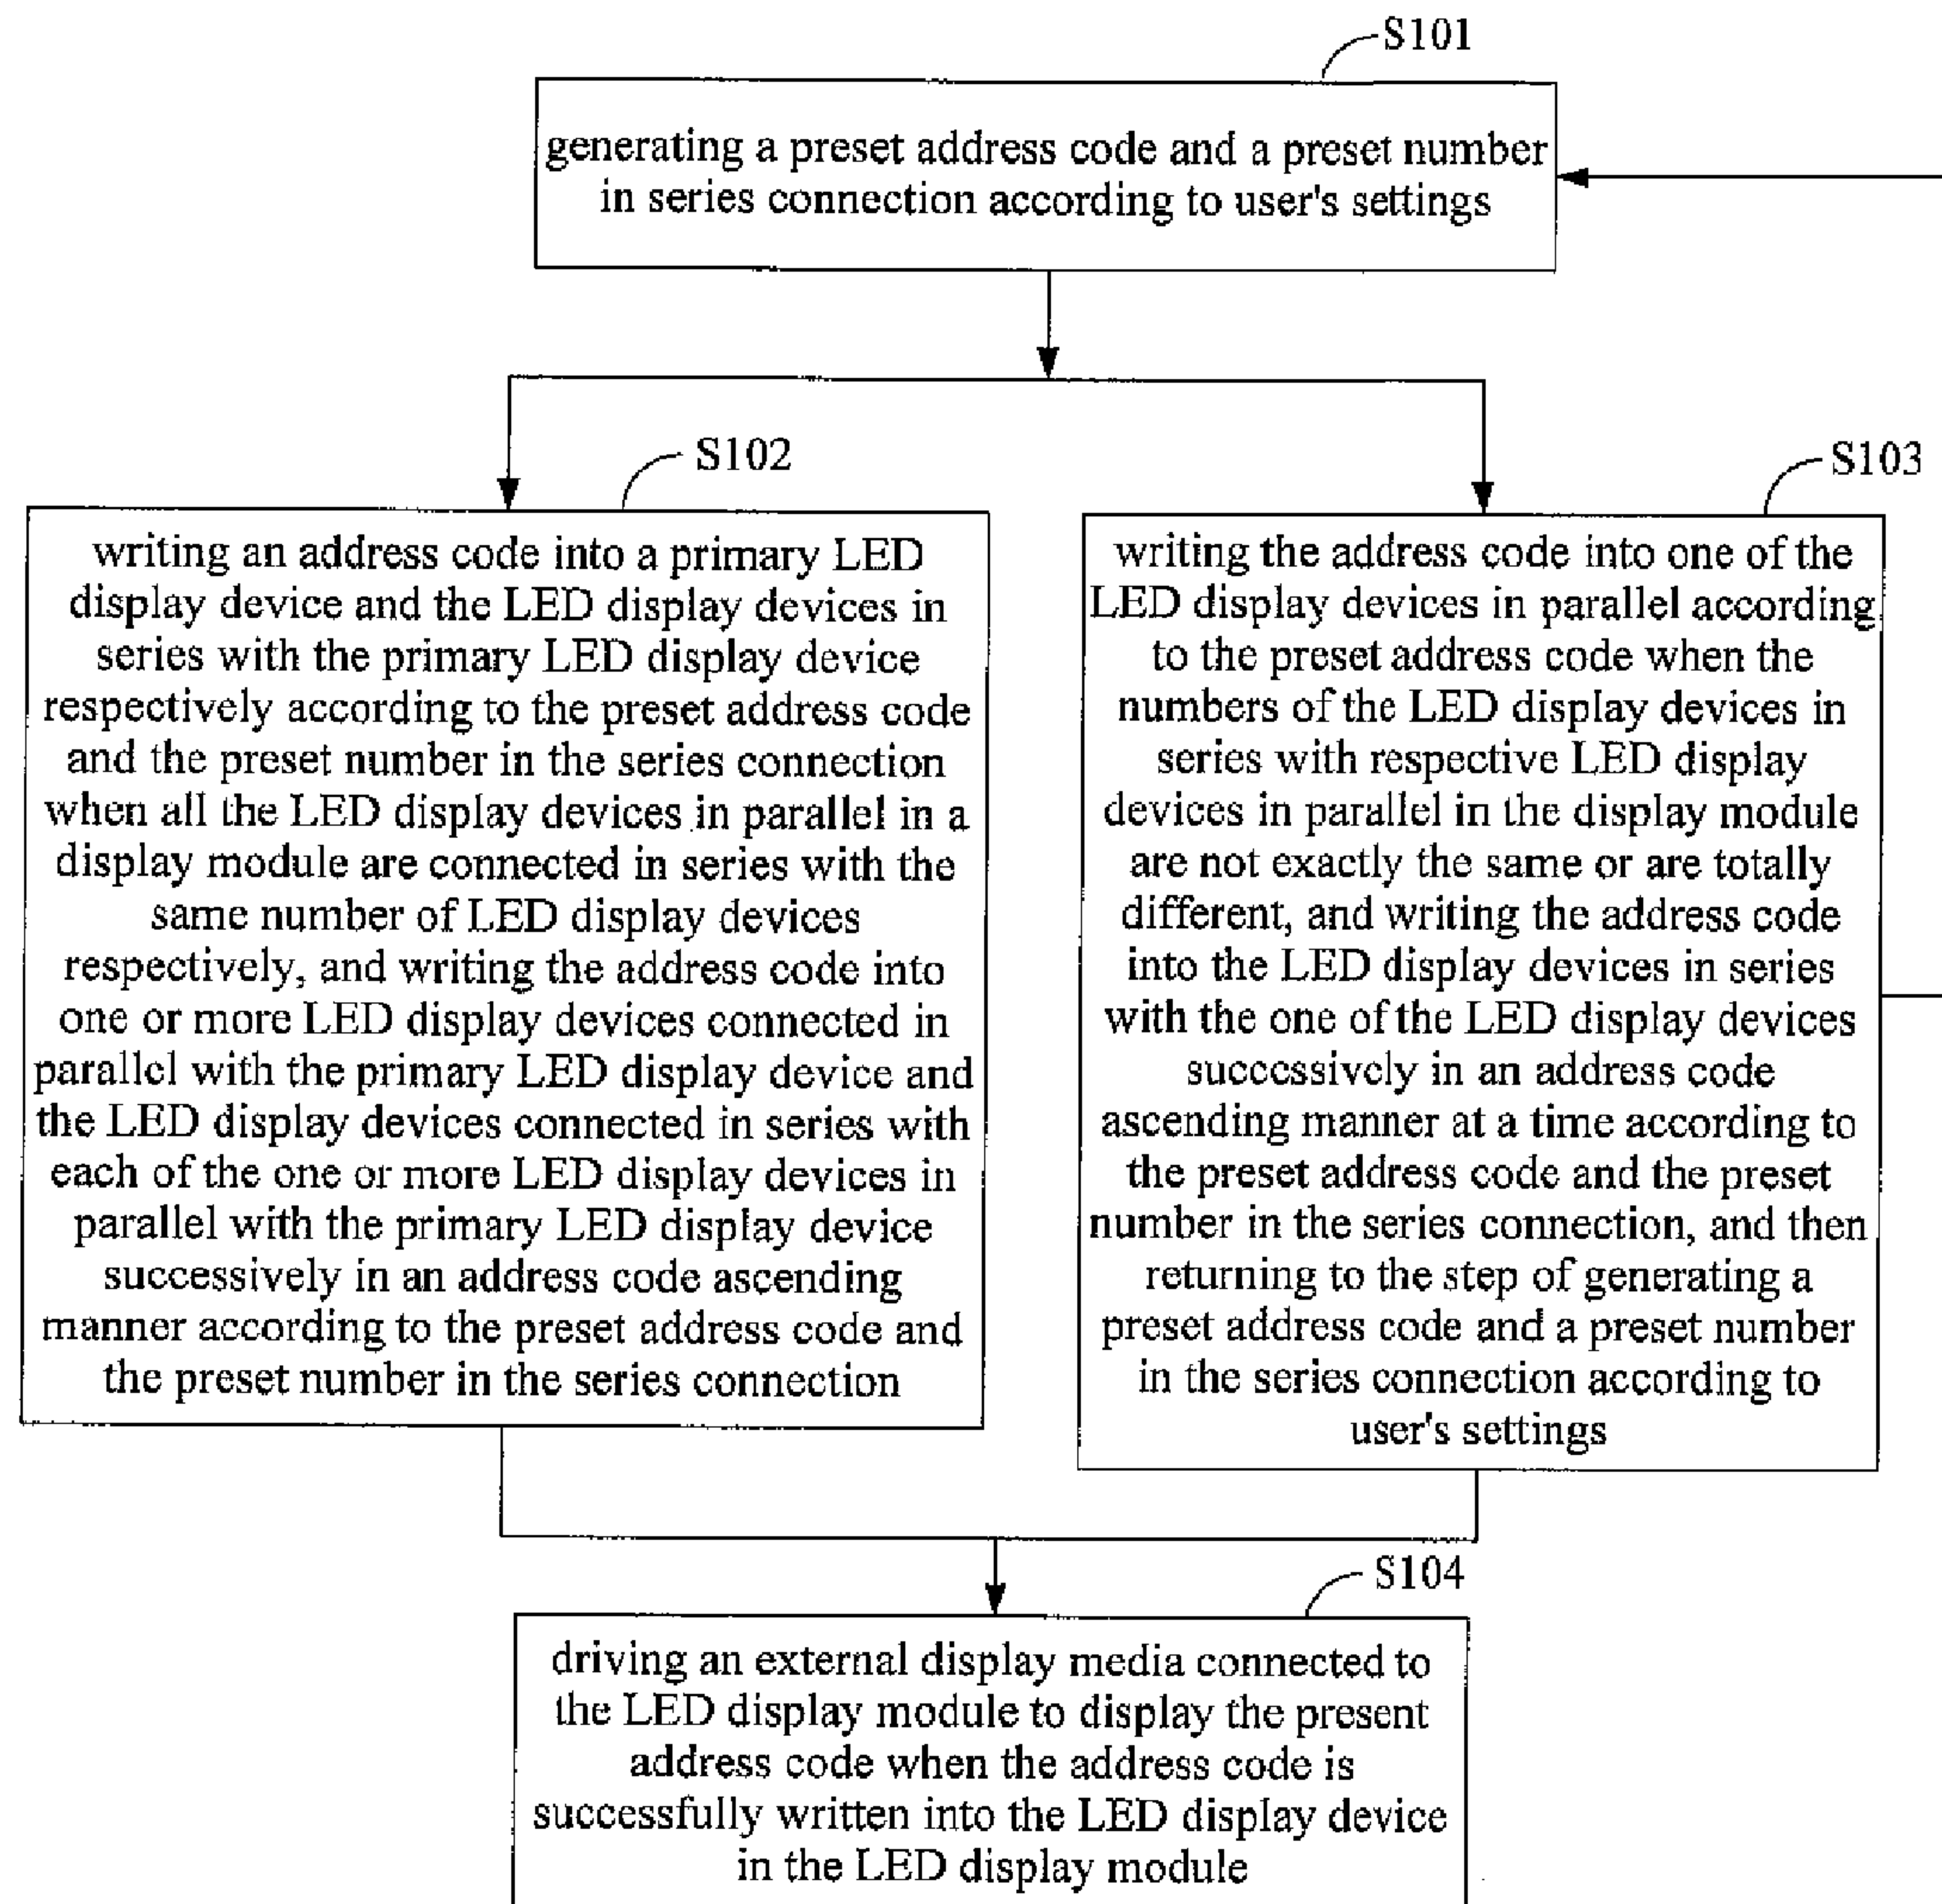 S101
generating a preset address code and a preset number
in series connection according to user's settings
S102
writing an address code into a primary LED
display device and the LED display devices in
series with the primary LED display device
respectively according to the preset address code
and the preset number in the series connection
when all the LED display devices in parallel in a
display module are connected in series with the
same number of LED display devices
respectively, and writing the address code into
one or more LED display devices connected in
parallel with the primary LED display device and
the LED display devices connected in series with
each of the one or more LED display devices in
parallel with the primary LED display device
successively in an address code ascending
manner according to the preset address code and
the preset number in the series connection
S103
writing the address code into one of the
LED display devices in parallel according
to the preset address code when the
numbers of the LED display devices in
series with respective LED display
devices in parallel in the display module
are not exactly the same or are totally
different, and writing the address code
into the LED display devices in series
with the one of the LED display devices
successively in an address code
ascending manner at a time according to
the preset address code and the preset
number in the series connection, and then
returning to the step of generating a
preset address code and a preset number
in the series connection according to
user's settings
S104
driving an external display media connected to
the LED display module to display the present
address code when the address code is
successfully written into the LED display device
in the LED display module